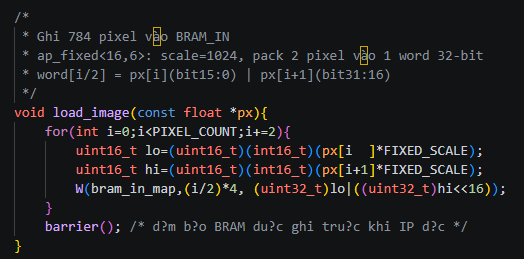 /*
 * Ghi 784 pixel vào BRAM_IN
 * ap_fixed<16,6>: scale=1024, pack 2 pixel vào 1 word 32-bit
 * word[i/2] = px[i](bit15:0) | px[i+1](bit31:16)
 */
void load_image(const float *px){
    for(int i=0;i<PIXEL_COUNT;i+=2){
        uint16_t lo=(uint16_t)(int16_t)(px[i  ]*FIXED_SCALE);
        uint16_t hi=(uint16_t)(int16_t)(px[i+1]*FIXED_SCALE);
        W(bram_in_map,(i/2)*4, (uint32_t)lo|((uint32_t)hi<<16));
    }
    barrier(); /* d?m b?o BRAM du?c ghi tru?c khi IP d?c */
}